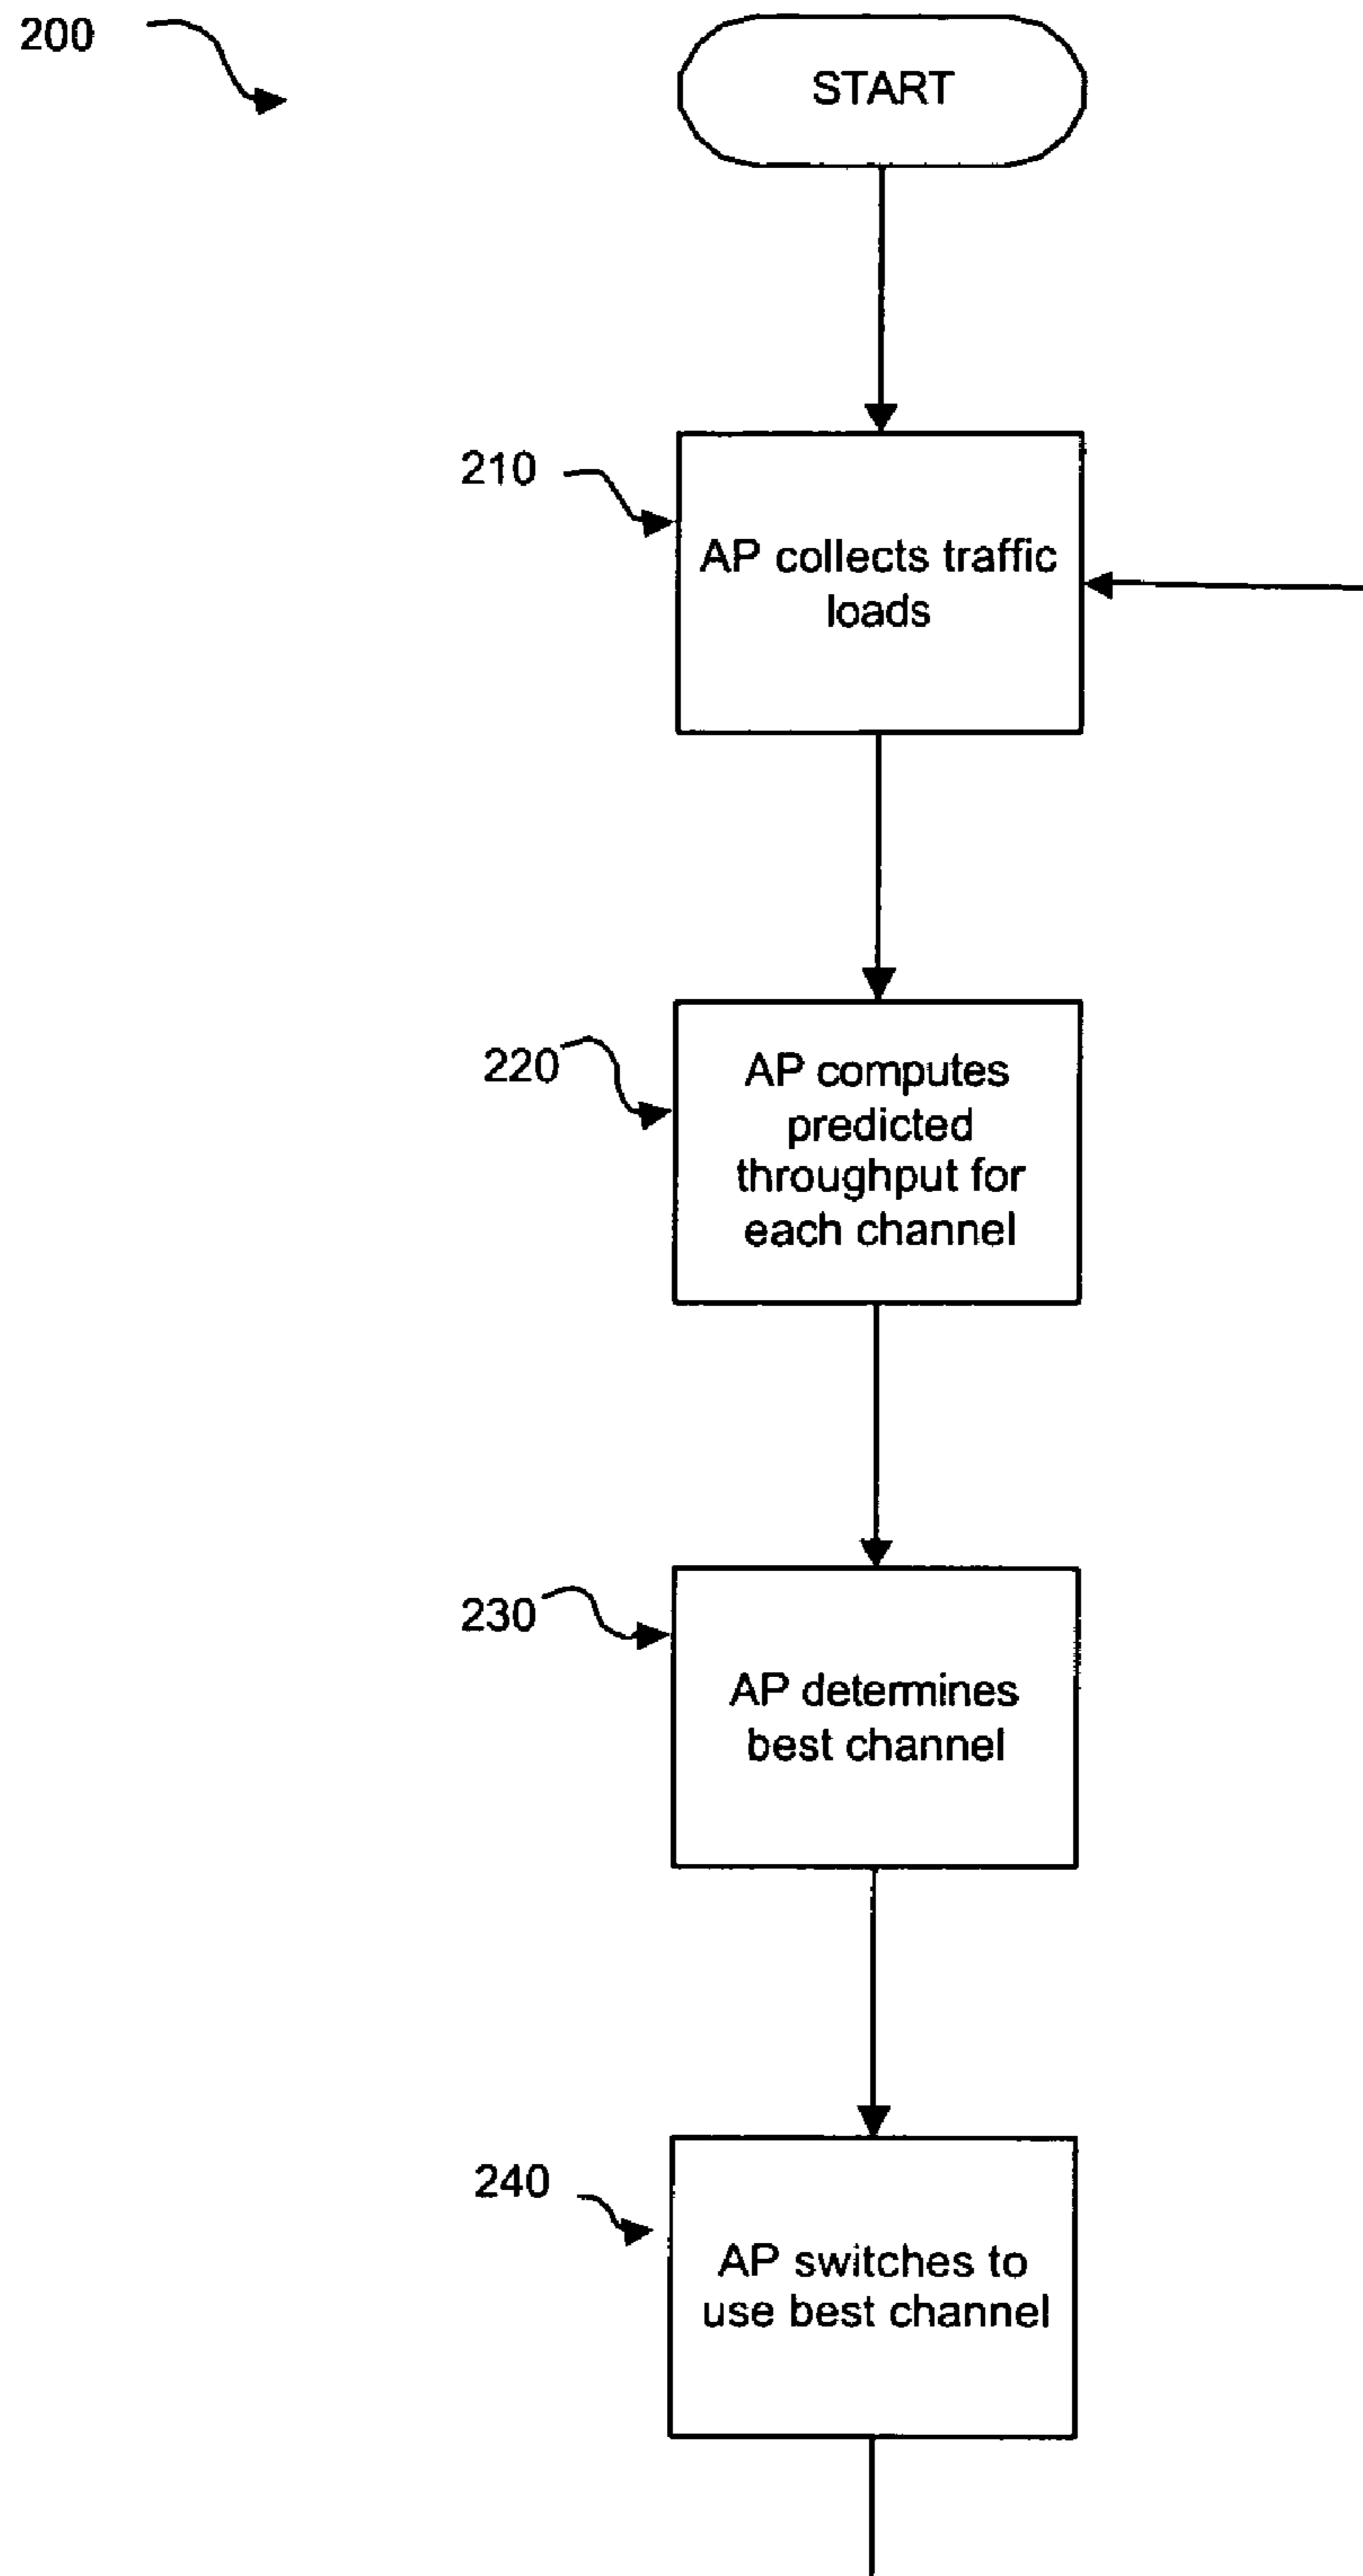 200
START
210
AP collects traffic
loads
220
AP computes
predicted
throughput for
each channel
230
AP determines
best channel
240
AP switches to
use best channel